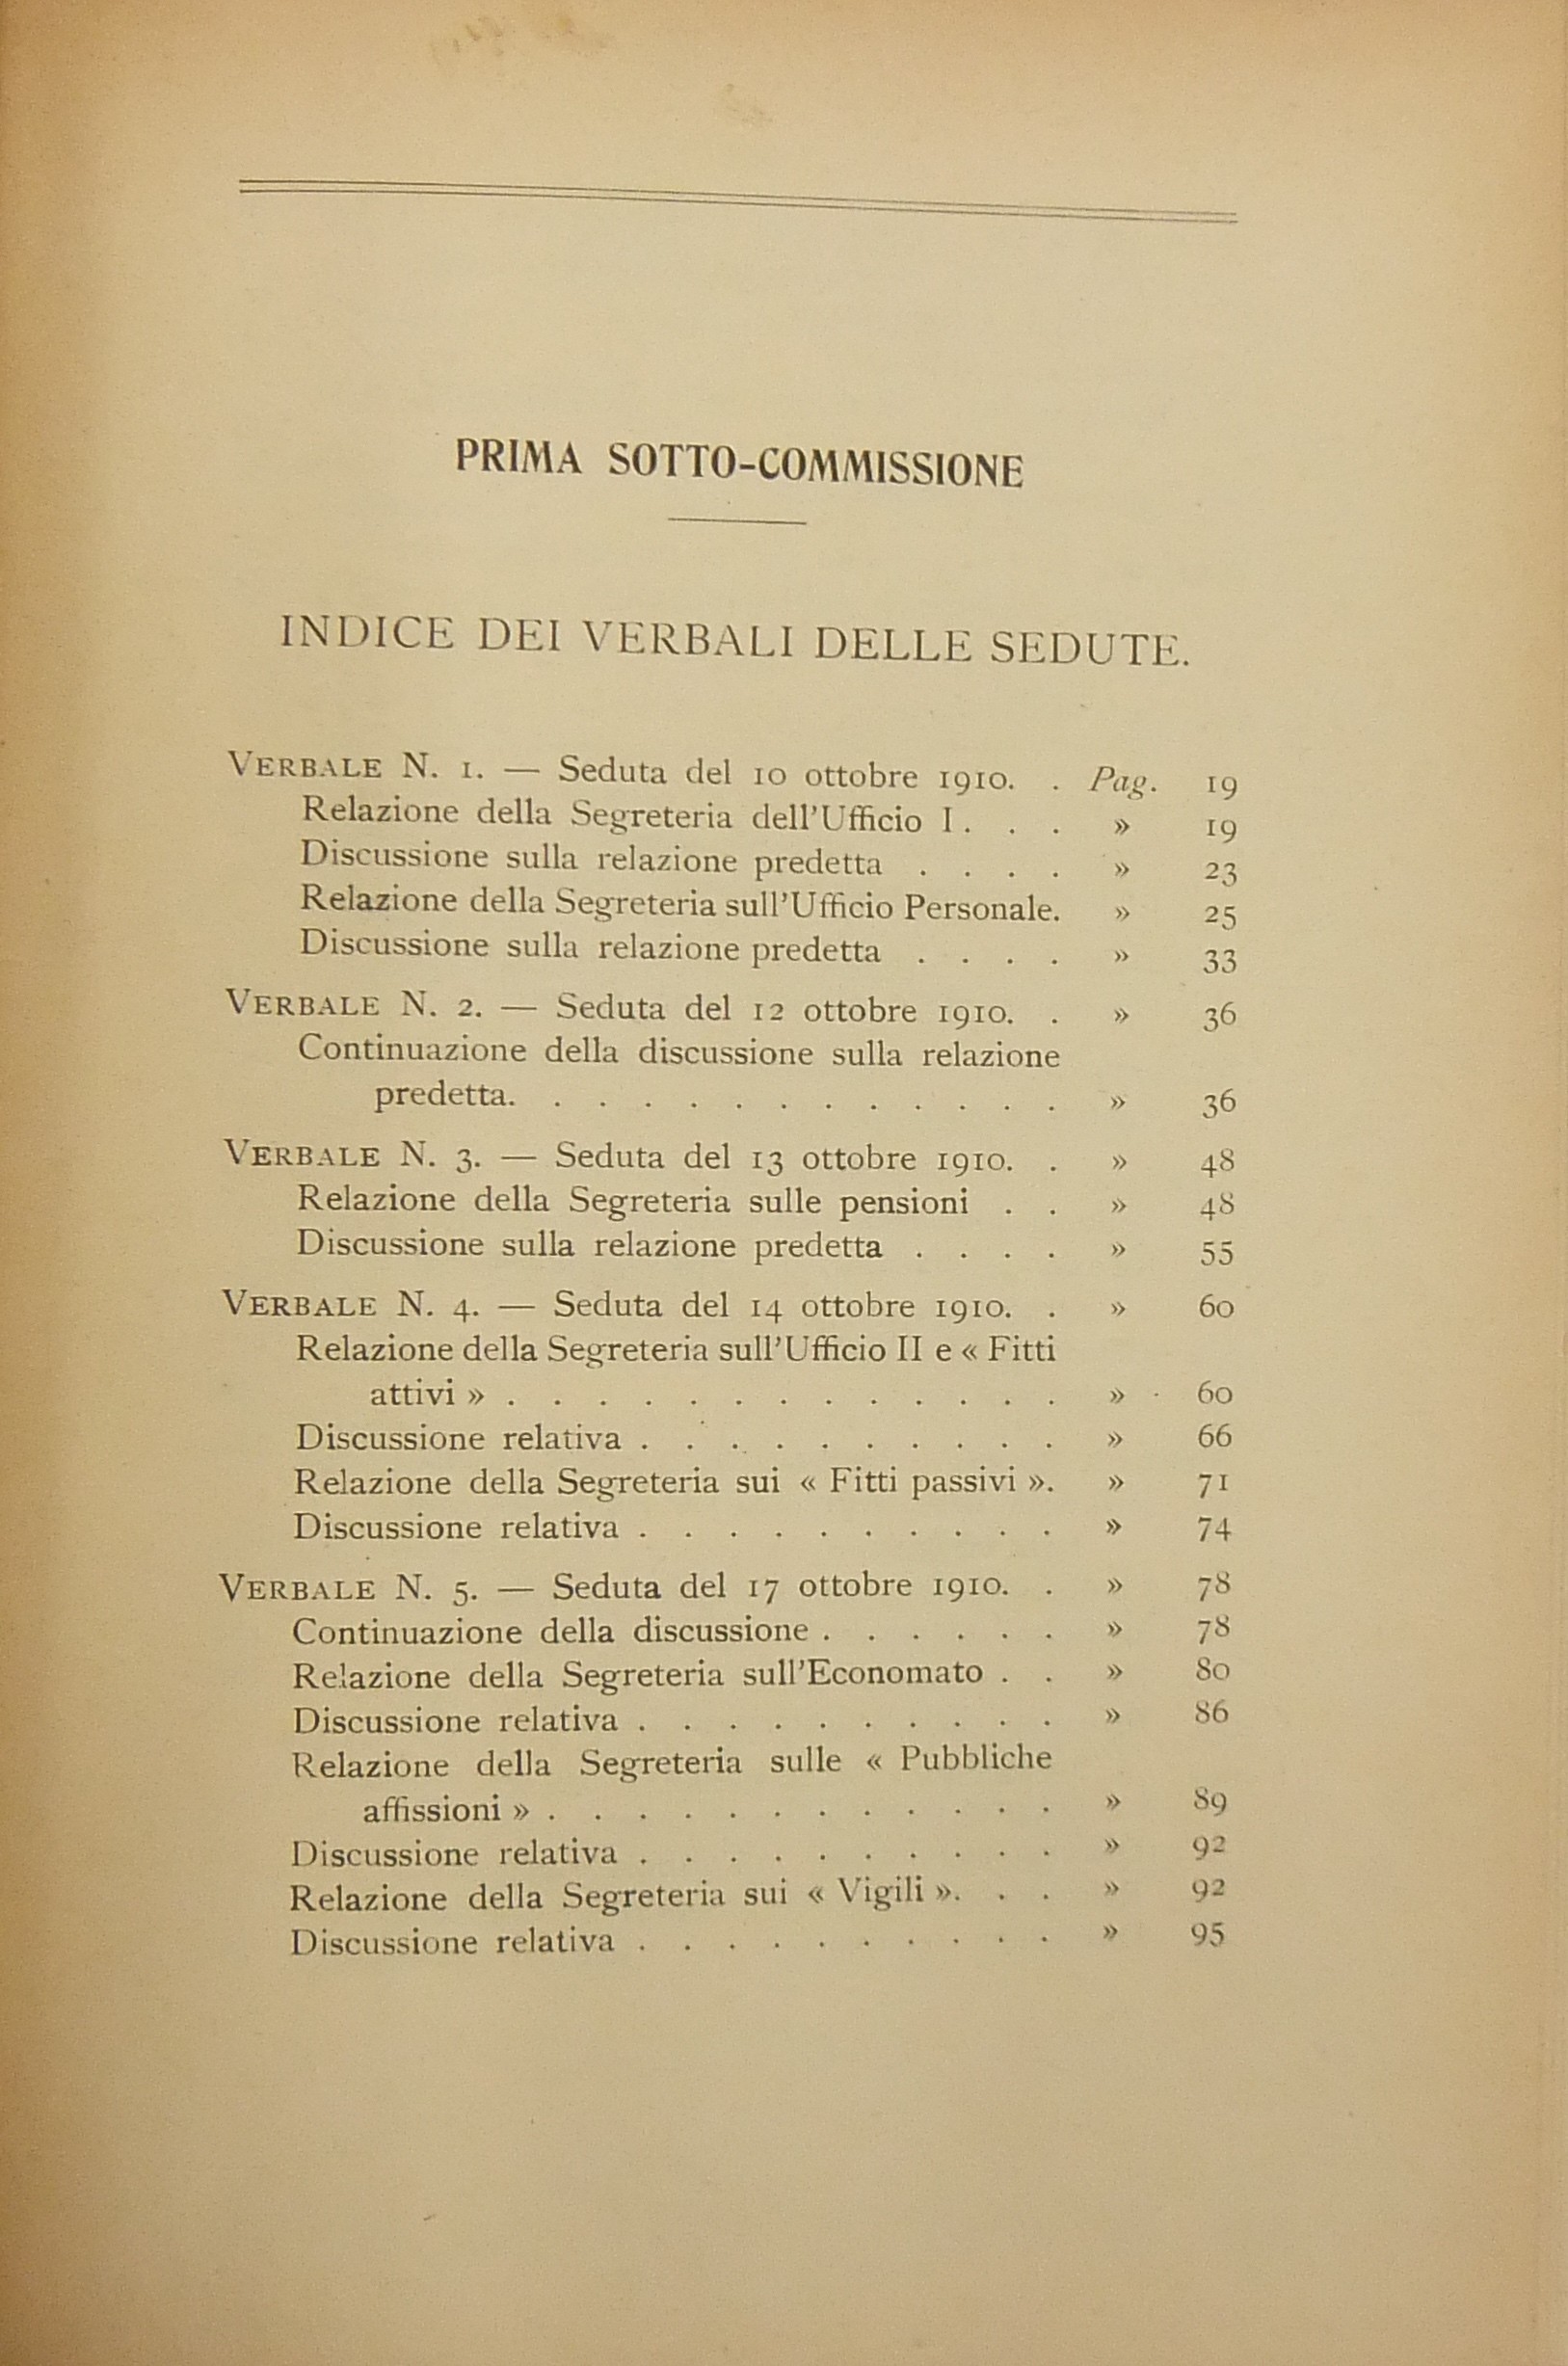 PRIMA SOTTO-COMMISSIONE
INDICE DEI VERBALI DELLE SEDUTE.
VERBALE N. 1. — Seduta del 10 ottobre 1910. . Pag. 19
Relazione della Segreteria dell'Ufficio I . . . » 19
Discussione sulla relazione predetta . . . . » 23
Relazione della Segreteria sull'Ufficio Personale. » 25
Discussione sulla relazione predetta . . . . » 33
VERBALE N. 2. — Seduta del 12 ottobre 1910. . » 36
Continuazione della discussione sulla relazione
predetta. . . . . . . . . . . . . » 36
VERBALE N. 3. — Seduta del 13 ottobre 1910. . » 48
Relazione della Segreteria sulle pensioni . . » 48
Discussione sulla relazione predetta . . . . » 55
VERBALE N. 4. — Seduta del 14 ottobre 1910. . » 60
Relazione della Segreteria sull'Ufficio II e « Fitti
attivi » . . . . . . . . . . . . . » 60
Discussione relativa . . . . . . . . . . » 66
Relazione della Segreteria sui « Fitti passivi ». » 71
Discussione relativa . . . . . . . . . . » 74
VERBALE N. 5. — Seduta del 17 ottobre 1910. . » 78
Continuazione della discussione . . . . . . » 78
Relazione della Segreteria sull'Economato . . » 80
Discussione relativa . . . . . . . . . . » 86
Relazione della Segreteria sulle « Pubbliche
affissioni » . . . . . . . . . . . . » 89
Discussione relativa . . . . . . . . . . » 92
Relazione della Segreteria sui « Vigili ». . . » 92
Discussione relativa . . . . . . . . . . » 95